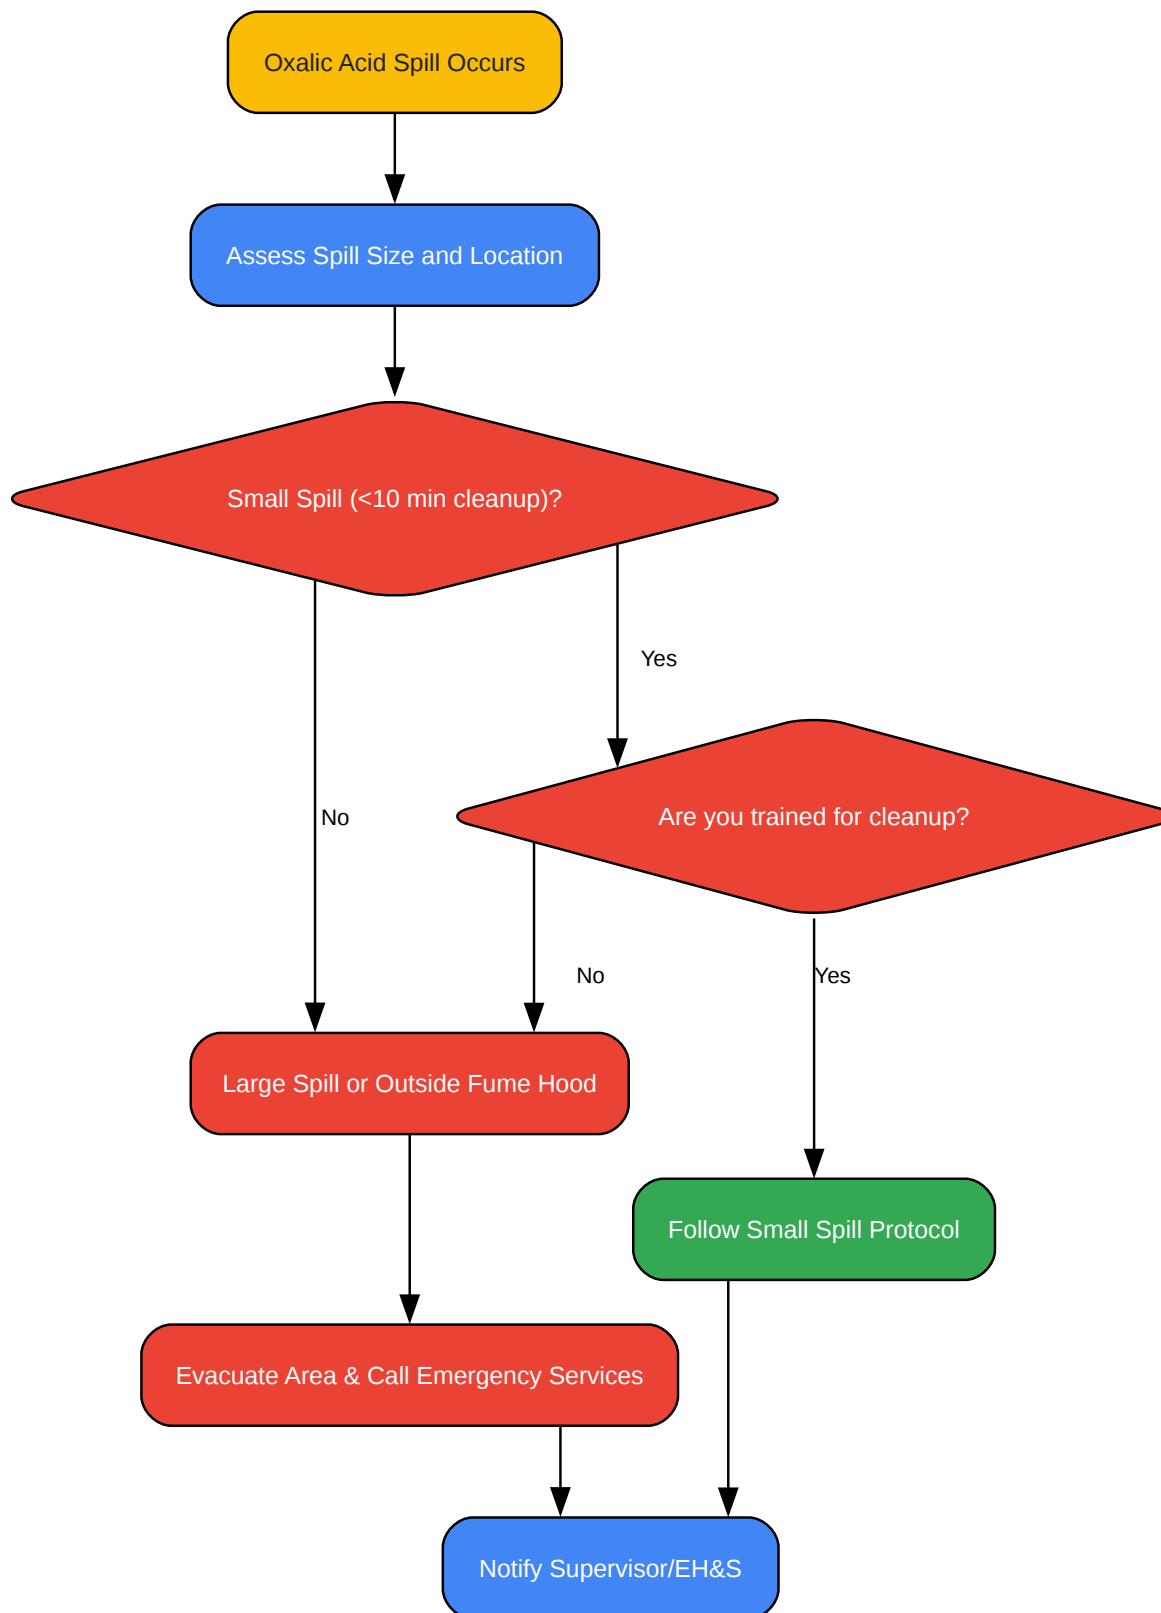 Oxalic Acid Spill Occurs
Assess Spill Size and Location
Small Spill (<10 min cleanup)?
Yes
Are you trained for cleanup?
No
No
Yes
Large Spill or Outside Fume Hood
Follow Small Spill Protocol
Evacuate Area & Call Emergency Services
Notify Supervisor/EH&S